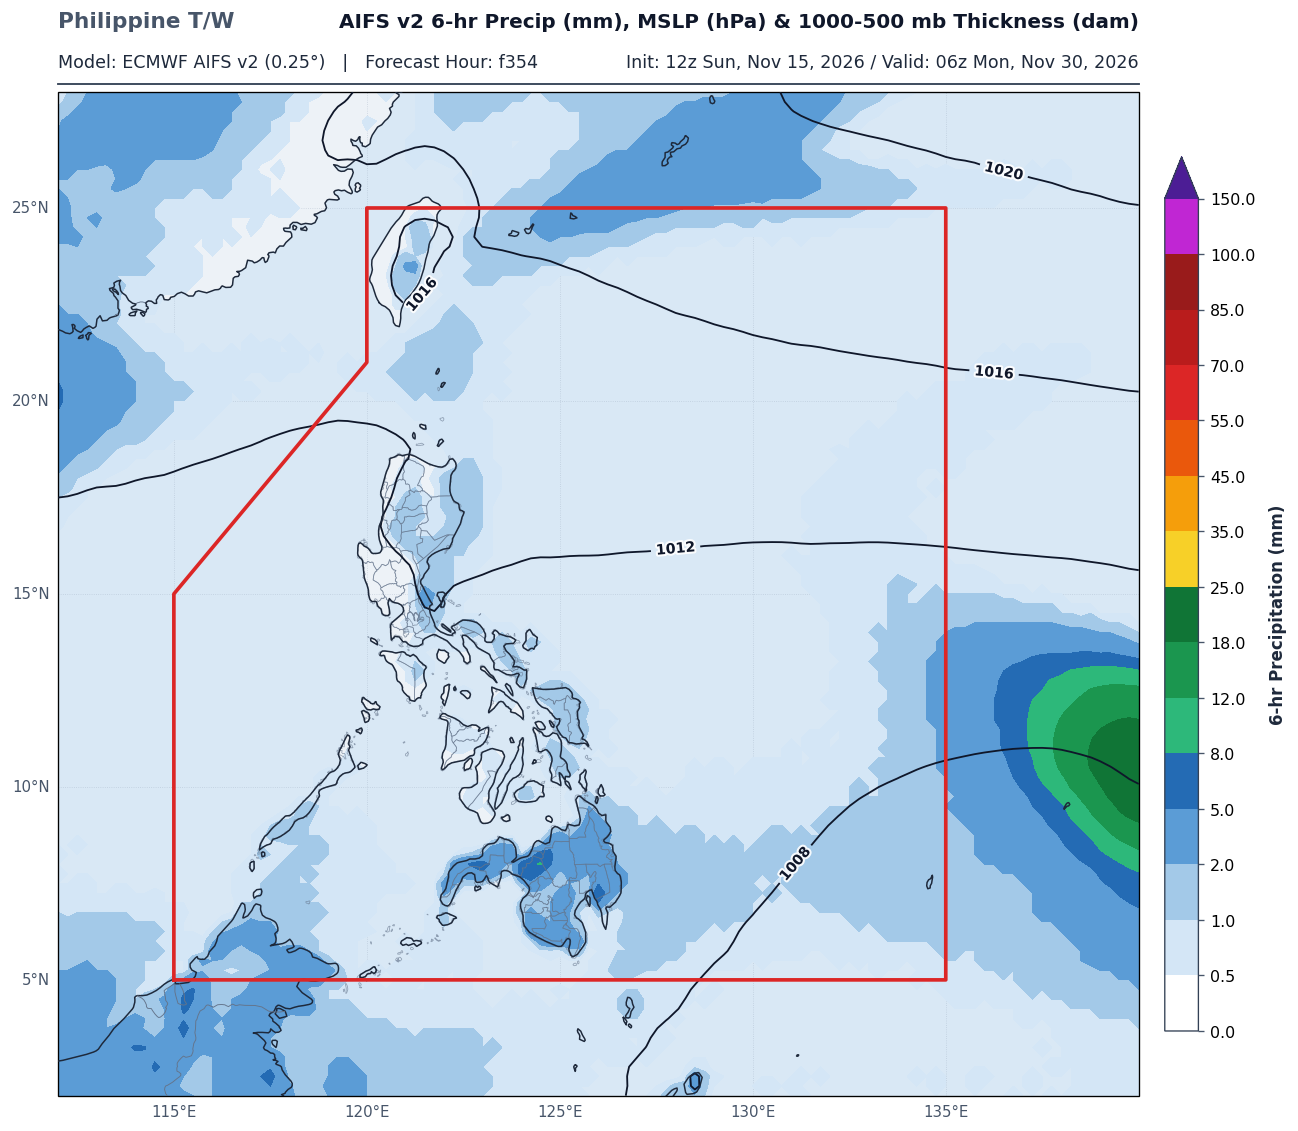 Philippine T/W
AIFS v2 6-hr Precip (mm), MSLP (hPa) & 1000-500 mb Thickness (dam)
Model: ECMWF AIFS v2 (0.25°) | Forecast Hour: f354
Init: 12z Sun, Nov 15, 2026 / Valid: 06z Mon, Nov 30, 2026
1020
25°N
1016
1016
20°N
1012
15°N
10°N
1008
5°N
115°E
120°E
125°E
130°E
135°E
150.0
100.0
85.0
70.0
55.0
45.0
35.0
25.0
18.0
12.0
8.0
5.0
2.0
1.0
0.5
0.0
6-hr Precipitation (mm)